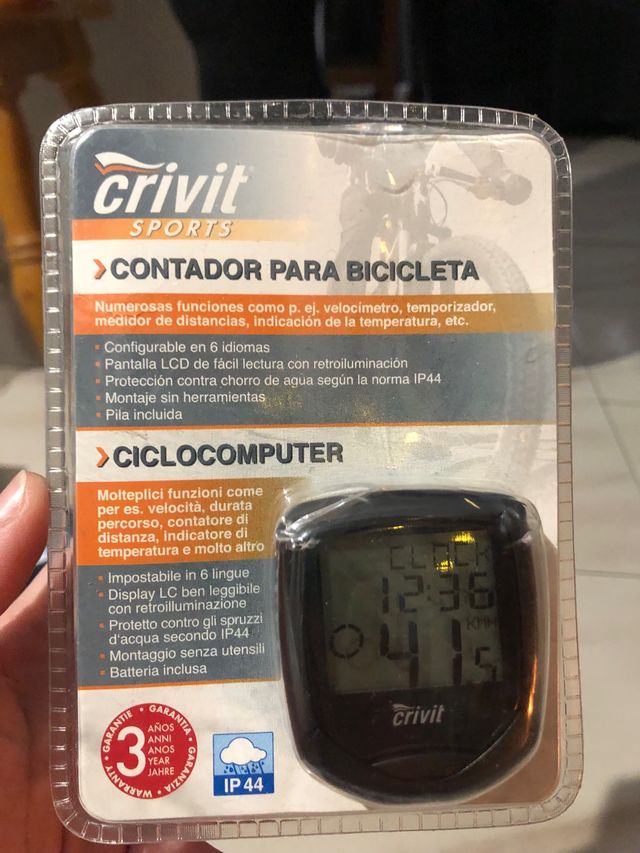 crivit
SPORTS
CONTADOR PARA BICICLETA
Numerosas funciones como p. ej. velocímetro, temporizador,
medidor de distancias, indicación de la temperatura, etc.
Configurable en 6 idiomas
Pantalla LCD de fácil lectura con retroiluminación
Protección contra chorro de agua según la norma IP44
Montaje sin herramientas
Pila incluida
CICLOCOMPUTER
Molteplici funzioni come
per es. velocità, durata
percorso, contatore di
distanza, indicatore di
temperatura e molto altro
Impostabile in 6 lingue
Display LC ben leggibile
con retroilluminazione
Protetto contro gli spruzzi
d'acqua secondo IP44
Montaggio senza utensili
Batteria inclusa
CLOCK
12:36
KMH
41.5
crivit
GARANTIE • GARANTIA • GARANZIA • WARRANTY
3
AÑOS
ANNI
ANOS
YEAR
JAHRE
IP 44